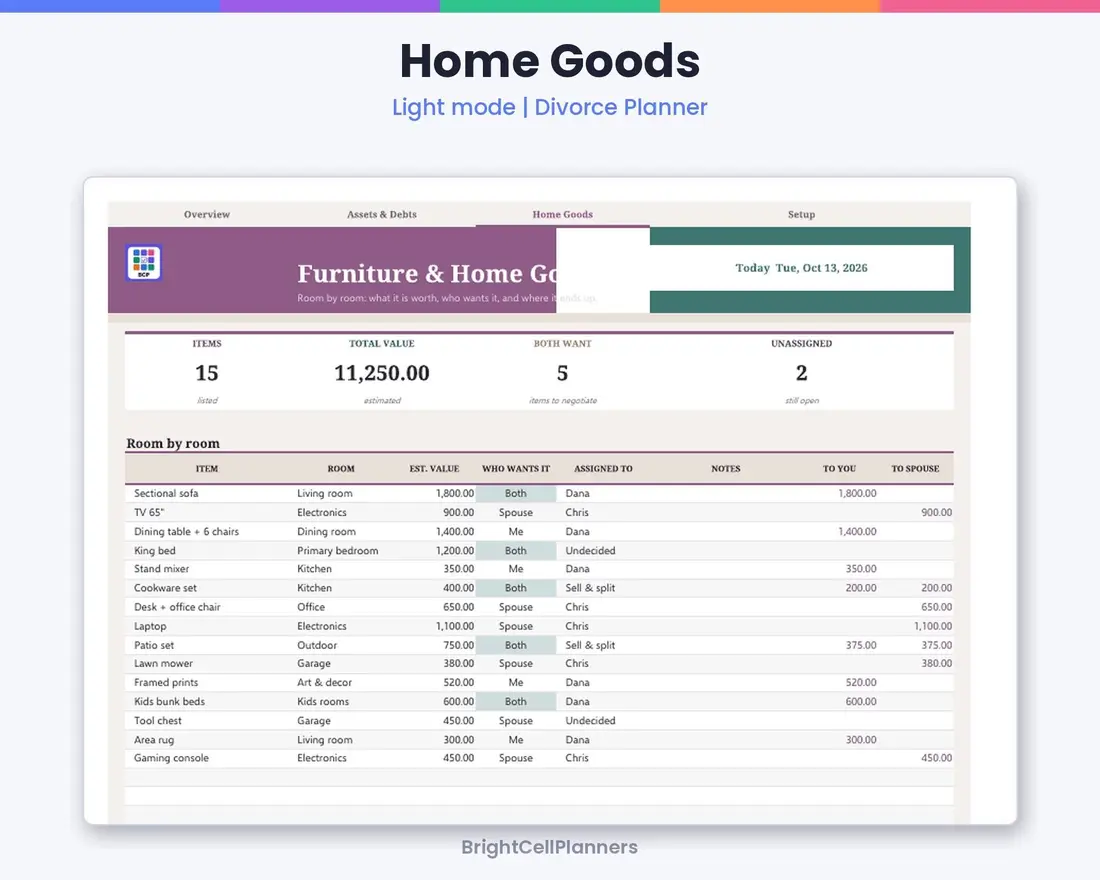 Home Goods
Light mode | Divorce Planner
Overview Assets & Debts Home Goods Setup
BCP
Furniture & Home Go
Room by room: what it is worth, who wants it, and where it ends up.
Today Tue, Oct 13, 2026
ITEMS TOTAL VALUE BOTH WANT UNASSIGNED
15 11,250.00 5 2
listed estimated items to negotiate still open
Room by room
ITEM ROOM EST. VALUE WHO WANTS IT ASSIGNED TO NOTES TO YOU TO SPOUSE
Sectional sofa Living room 1,800.00 Both Dana 1,800.00
TV 65" Electronics 900.00 Spouse Chris 900.00
Dining table + 6 chairs Dining room 1,400.00 Me Dana 1,400.00
King bed Primary bedroom 1,200.00 Both Undecided
Stand mixer Kitchen 350.00 Me Dana 350.00
Cookware set Kitchen 400.00 Both Sell & split 200.00 200.00
Desk + office chair Office 650.00 Spouse Chris 650.00
Laptop Electronics 1,100.00 Spouse Chris 1,100.00
Patio set Outdoor 750.00 Both Sell & split 375.00 375.00
Lawn mower Garage 380.00 Spouse Chris 380.00
Framed prints Art & decor 520.00 Me Dana 520.00
Kids bunk beds Kids rooms 600.00 Both Dana 600.00
Tool chest Garage 450.00 Spouse Undecided
Area rug Living room 300.00 Me Dana 300.00
Gaming console Electronics 450.00 Spouse Chris 450.00
BrightCellPlanners